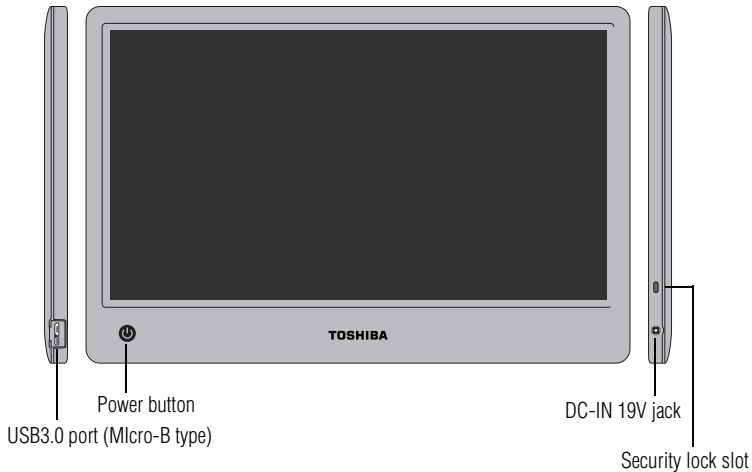 TOSHIBA
Power button
DC-IN 19V jack
USB3.0 port (MIcro-B type)
Security lock slot